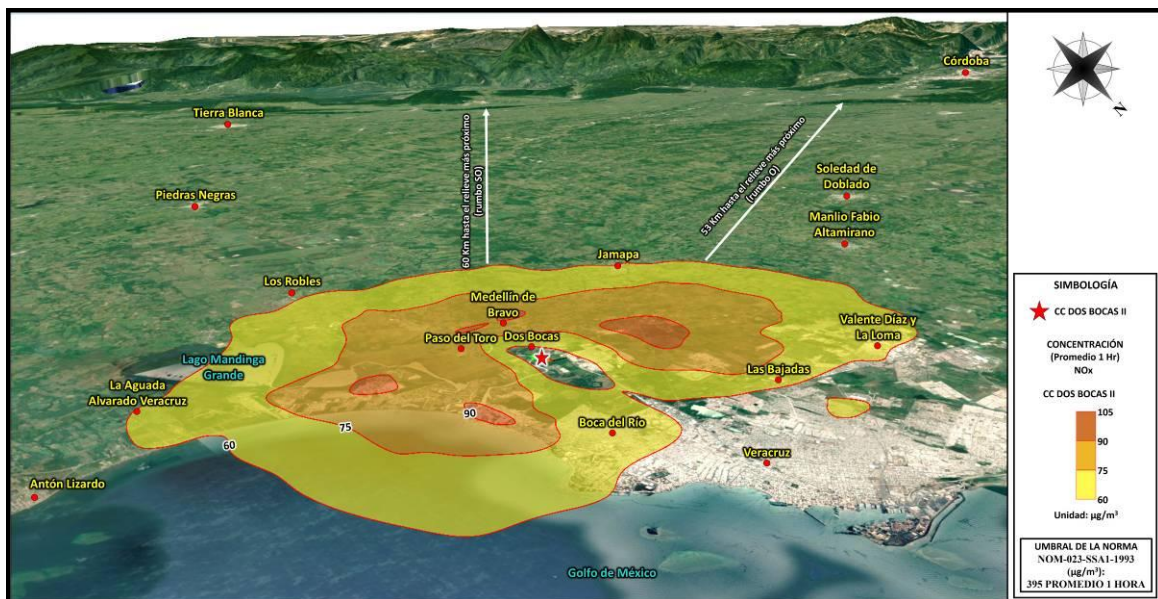 Córdoba
Tierra Blanca
Piedras Negras
60 Km hasta el relieve más próximo
(rumbo SO)
53 Km hasta el relieve más próximo
(rumbo O)
Soledad de
Doblado
Manlio Fabio
Altamirano
Jamapa
Los Robles
Medellín de
Bravo
Paso del Toro
Dos Bocas
Valente Díaz y
La Loma
Lago Mandinga
Grande
Las Bajadas
La Aguada
Alvarado Veracruz
90
75
60
Boca del Río
Veracruz
Antón Lizardo
Golfo de México
N
SIMBOLOGÍA
CC DOS BOCAS II
CONCENTRACIÓN
(Promedio 1 Hr)
NOx
CC DOS BOCAS II
105
90
75
60
Unidad: µg/m³
UMBRAL DE LA NORMA
NOM-023-SSA1-1993
(µg/m³):
395 PROMEDIO 1 HORA